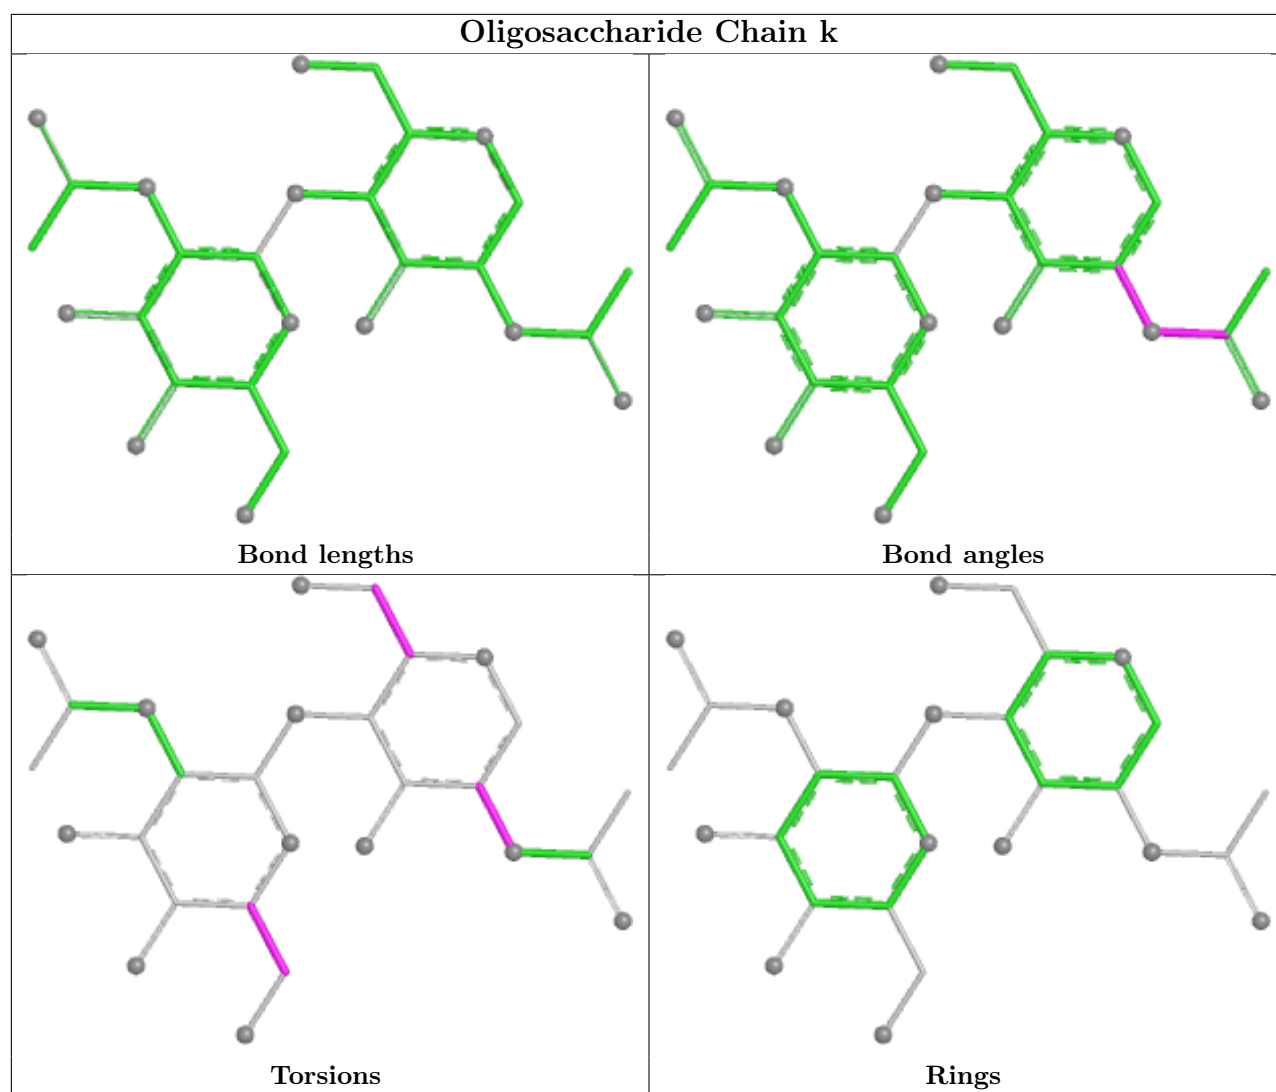 Oligosaccharide Chain k
Bond lengths
Bond angles
Torsions
Rings